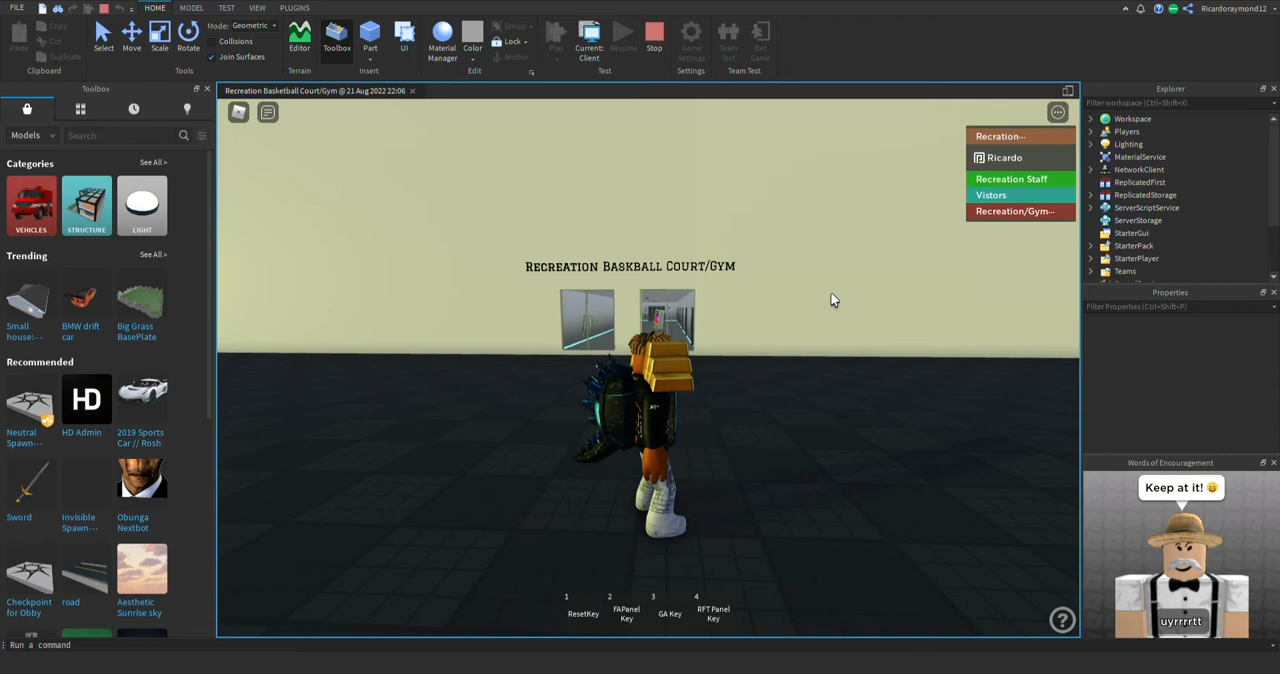 FILE HOME MODEL TEST VIEW PLUGINS Ricardoraymond12
Paste Copy Cut Duplicate Select Move Scale Rotate Mode: Geometric Collisions Join Surfaces Editor Toolbox Part UI Material Manager Color Group Lock Anchor Play Current: Client Resume Stop Game Settings Team Test Exit Game
Clipboard Tools Terrain Insert Edit Test Settings Team Test
Toolbox
Models Search
Categories See All >
VEHICLES STRUCTURE LIGHT
Trending See All >
Small house:··· BMW drift car Big Grass BasePlate
Recommended
HD
Neutral Spawn··· HD Admin 2019 Sports Car // Rosh
Sword Invisible Spawn··· Obunga Nextbot
Checkpoint for Obby road Aesthetic Sunrise sky
Recreation Basketball Court/Gym @ 21 Aug 2022 22:06
Recration···
Ricardo
Recreation Staff
Vistors
Recreation/Gym···
Recreation Baskball Court/Gym
1 2 3 4
ResetKey FAPanel Key GA Key RFT Panel Key
?
Explorer
Filter workspace (Ctrl+Shift+X)
Workspace
Players
Lighting
MaterialService
NetworkClient
ReplicatedFirst
ReplicatedStorage
ServerScriptService
ServerStorage
StarterGui
StarterPack
StarterPlayer
Teams
Properties
Filter Properties (Ctrl+Shift+P)
Words of Encouragement
Keep at it! 😄
uyrrrrtt
Run a command